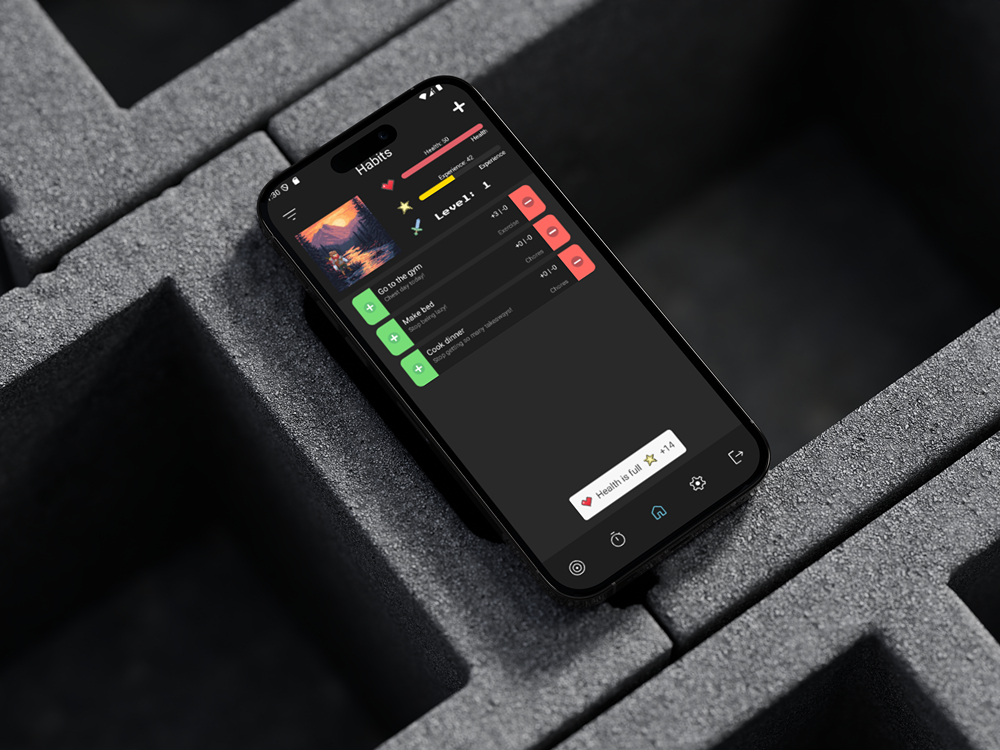 :30
Habits
Health: 50
Health
Experience: 42
Experience
Level: 1
Go to the gym
+3 | -0
Chest day today!
Exercise
Make bed
+0 | -0
Stop being lazy!
Chores
Cook dinner
+0 | -0
Stop getting so many takeaways!
Chores
Health is full +14